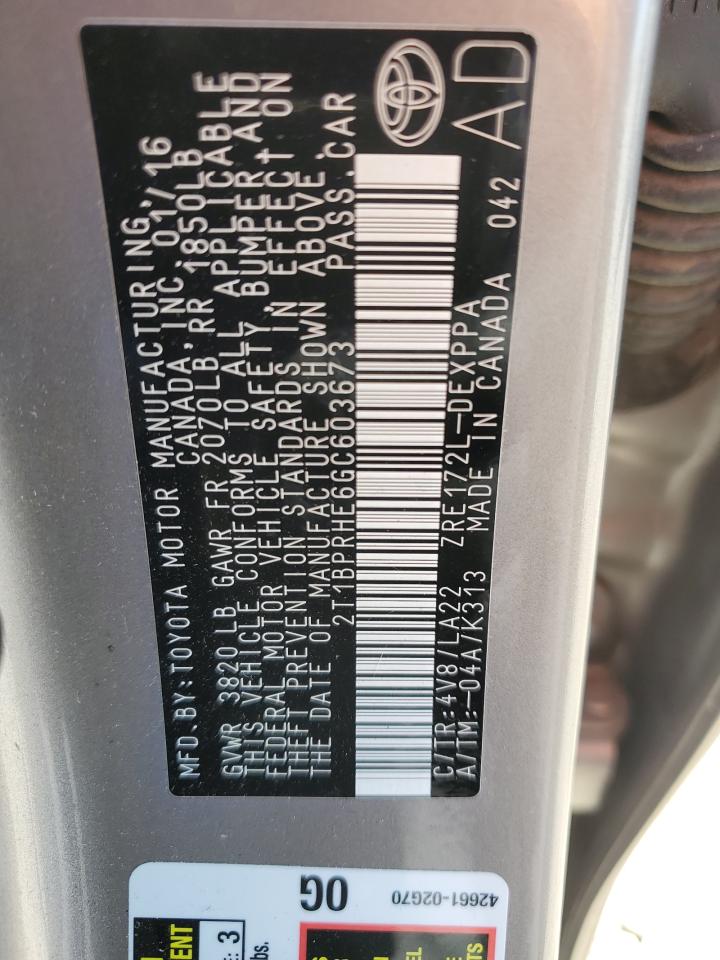 MFD. BY: TOYOTA MOTOR MANUFACTURING,
CANADA, INC. 01/16
GVWR 3820 LB GAWR FR 2070LB, RR 1850LB
THIS VEHICLE CONFORMS TO ALL APPLICABLE
FEDERAL MOTOR VEHICLE SAFETY BUMPER AND
THEFT PREVENTION STANDARDS IN EFFECT ON
THE DATE OF MANUFACTURE SHOWN ABOVE.
2T1BPRHE6GC603673 PASS. CAR
C/TR: 4V8/LA22 ZRE172L-DEXPPA
A/TM: -04A/K313 MADE IN CANADA 042
AD
0G
42661-02G70
3